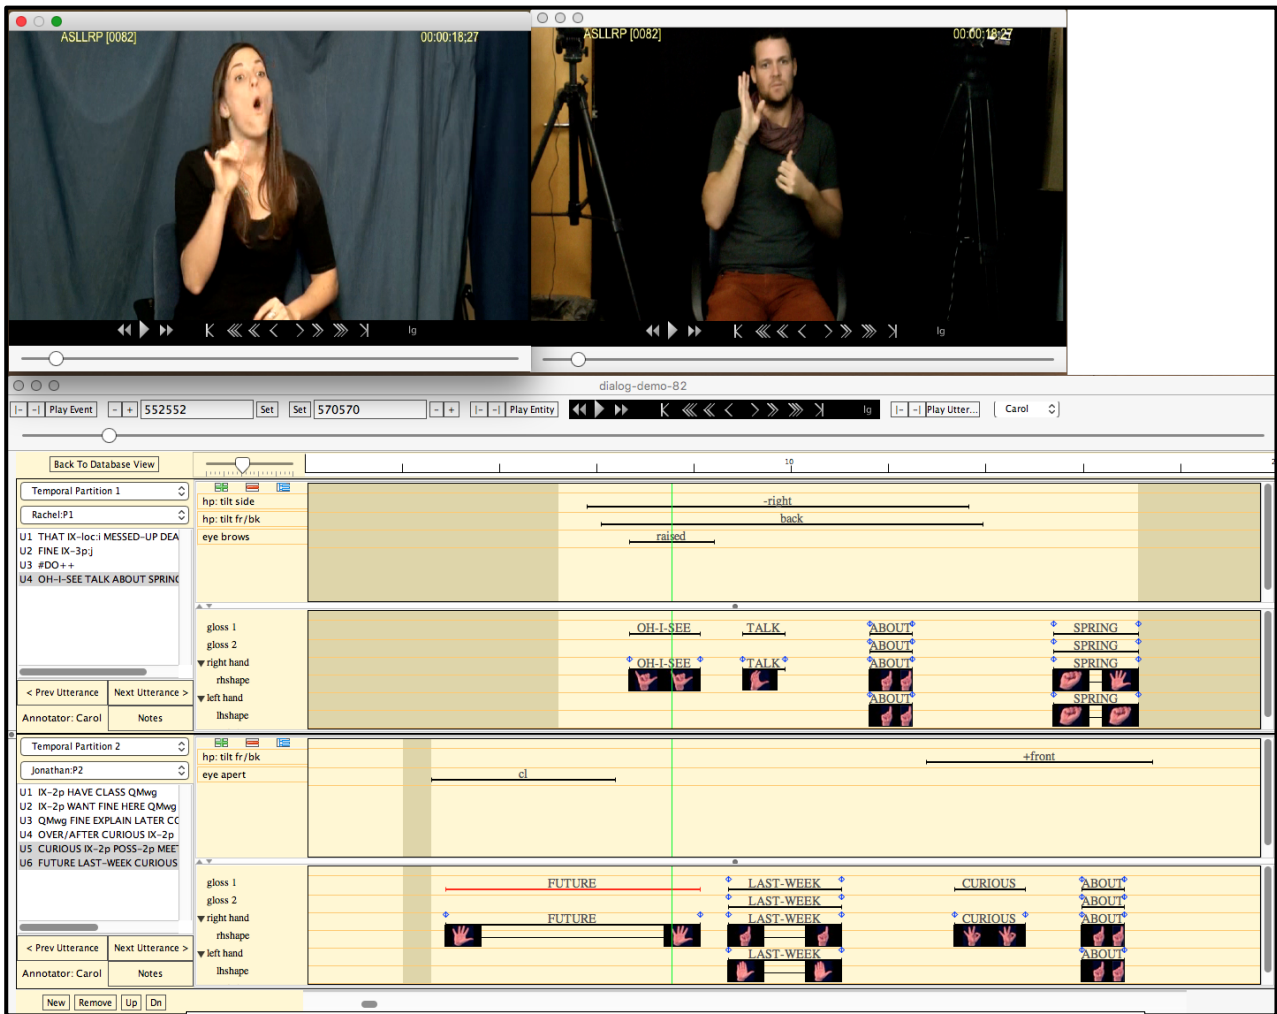 ASLLRP [0082] 00:00:18;27
ASLLRP [0082] 00:00:18;27
lg
lg
dialog-demo-82
|- -| Play Event - + 552552 Set Set 570570 - + |- -| Play Entity lg |- -| Play Utter... Carol
Back To Database View
10
Temporal Partition 1
Rachel:P1
U1 THAT IX-loc:i MESSED-UP DEA
U2 FINE IX-3p:j
U3 #DO++
U4 OH-I-SEE TALK ABOUT SPRING
< Prev Utterance Next Utterance >
Annotator: Carol Notes
hp: tilt side -right
hp: tilt fr/bk back
eye brows raised
gloss 1 OH-I-SEE TALK ABOUT SPRING
gloss 2 ABOUT SPRING
right hand OH-I-SEE TALK ABOUT SPRING
rhshape
left hand ABOUT SPRING
lhshape
Temporal Partition 2
Jonathan:P2
U1 IX-2p HAVE CLASS QMwg
U2 IX-2p WANT FINE HERE QMwg
U3 QMwg FINE EXPLAIN LATER CO
U4 OVER/AFTER CURIOUS IX-2p
U5 CURIOUS IX-2p POSS-2p MEET
U6 FUTURE LAST-WEEK CURIOUS
< Prev Utterance Next Utterance >
Annotator: Carol Notes
hp: tilt fr/bk +front
eye apert cl
gloss 1 FUTURE LAST-WEEK CURIOUS ABOUT
gloss 2 LAST-WEEK ABOUT
right hand FUTURE LAST-WEEK CURIOUS ABOUT
rhshape
left hand LAST-WEEK ABOUT
lhshape
New Remove Up Dn